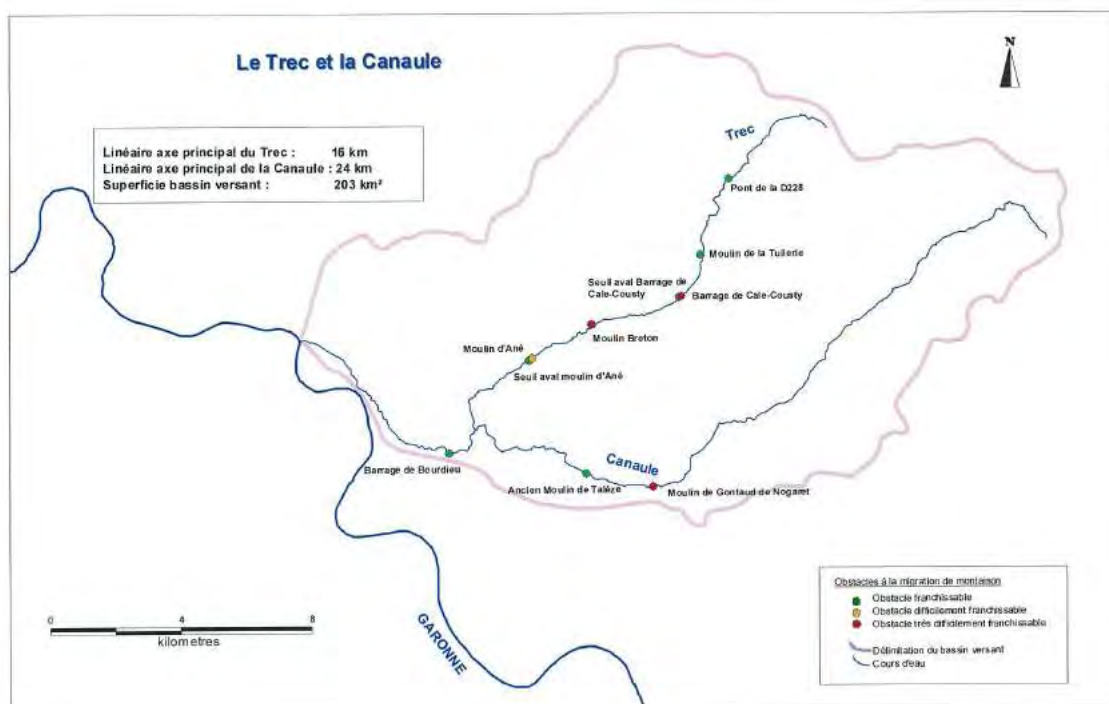 Le Trec et la Canaule
N
Linéaire axe principal du Trec : 16 km
Linéaire axe principal de la Canaule : 24 km
Superficie bassin versant : 203 km²
Trec
Pont de la D228
Moulin de la Tuilerie
Seuil aval Barrage de
Cale-Cousty
Barrage de Cale-Cousty
Moulin Breton
Moulin d'Ané
Seuil aval moulin d'Ané
Barrage de Bourdieu
Canaule
Ancien Moulin de Talèze
Moulin de Gontaud de Nogaret
GARONNE
0 4 8
kilometres
Obstacles à la migration de montaison
Obstacle franchissable
Obstacle difficilement franchissable
Obstacle très difficilement franchissable
Délimitation du bassin versant
Cours d'eau